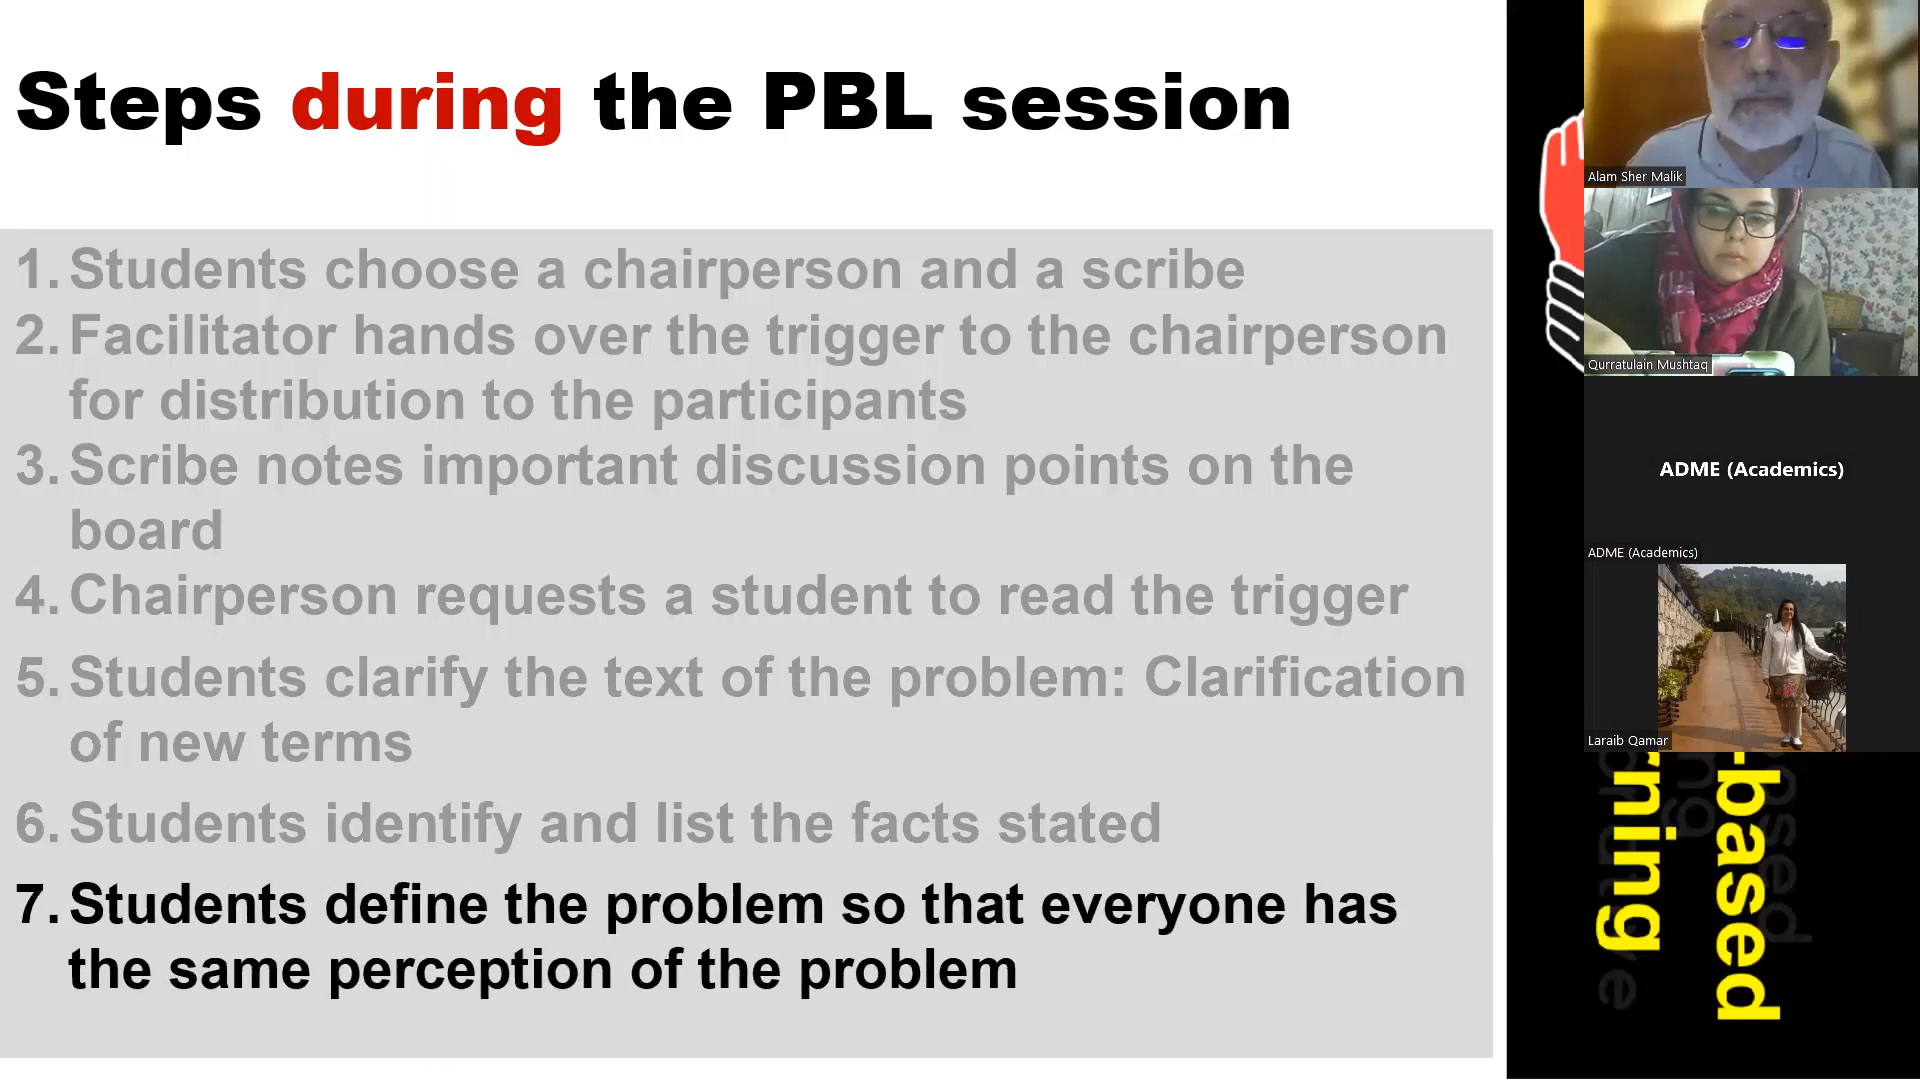 Steps during the PBL session
1. Students choose a chairperson and a scribe
2. Facilitator hands over the trigger to the chairperson
for distribution to the participants
3. Scribe notes important discussion points on the
board
4. Chairperson requests a student to read the trigger
5. Students clarify the text of the problem: Clarification
of new terms
6. Students identify and list the facts stated
7. Students define the problem so that everyone has
the same perception of the problem
Alam Sher Malik
Qurratulain Mushtaq
ADME (Academics)
ADME (Academics)
Laraib Qamar
-based
rning